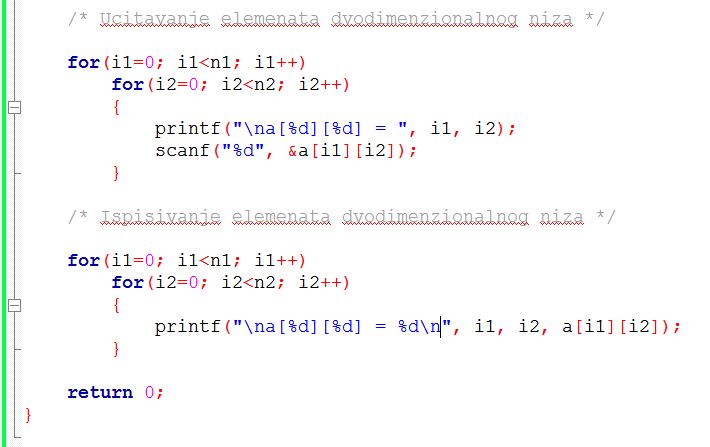 /* Ucitavanje elemenata dvodimenzionalnog niza */
for(i1=0; i1<n1; i1++)
for(i2=0; i2<n2; i2++)
{
printf("\na[%d][%d] = ", i1, i2);
scanf("%d", &a[i1][i2]);
}
/* Ispisivanje elemenata dvodimenzionalnog niza */
for(i1=0; i1<n1; i1++)
for(i2=0; i2<n2; i2++)
{
printf("\na[%d][%d] = %d\n", i1, i2, a[i1][i2]);
}
return 0;
}